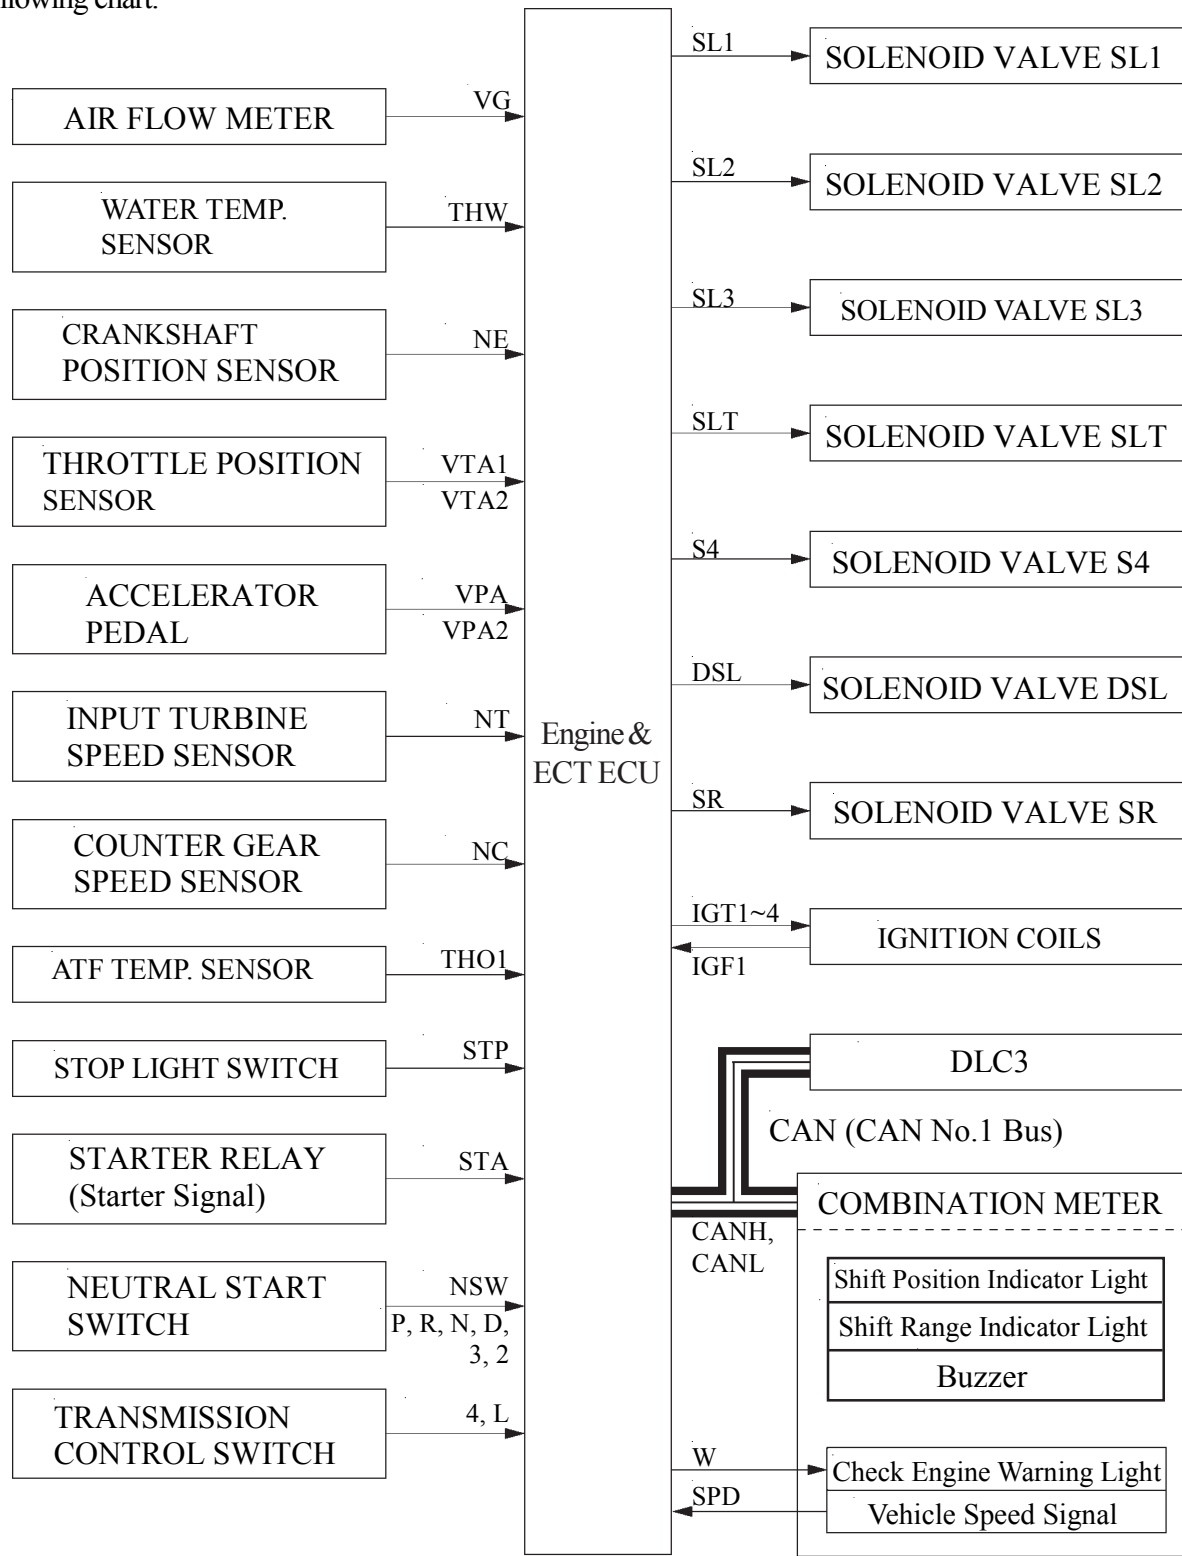 llowing chart.
AIR FLOW METER
VG
WATER TEMP.
SENSOR
THW
CRANKSHAFT
POSITION SENSOR
NE
THROTTLE POSITION
SENSOR
VTA1
VTA2
ACCELERATOR
PEDAL
VPA
VPA2
INPUT TURBINE
SPEED SENSOR
NT
COUNTER GEAR
SPEED SENSOR
NC
ATF TEMP. SENSOR
THO1
STOP LIGHT SWITCH
STP
STARTER RELAY
(Starter Signal)
STA
NEUTRAL START
SWITCH
NSW
P, R, N, D,
3, 2
TRANSMISSION
CONTROL SWITCH
4, L
Engine &
ECT ECU
SL1
SOLENOID VALVE SL1
SL2
SOLENOID VALVE SL2
SL3
SOLENOID VALVE SL3
SLT
SOLENOID VALVE SLT
S4
SOLENOID VALVE S4
DSL
SOLENOID VALVE DSL
SR
SOLENOID VALVE SR
IGT1~4
IGF1
IGNITION COILS
DLC3
CAN (CAN No.1 Bus)
CANH,
CANL
COMBINATION METER
Shift Position Indicator Light
Shift Range Indicator Light
Buzzer
W
Check Engine Warning Light
SPD
Vehicle Speed Signal